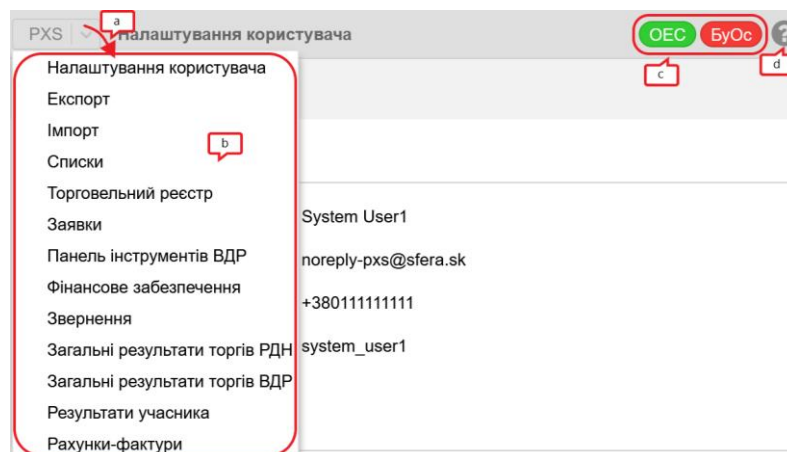 PXS Налаштування користувача ОЕС БуОс ?
a
d
c
Налаштування користувача
Експорт
Імпорт
b
Списки
Торговельний реєстр
Заявки
System User1
Панель інструментів ВДР
noreply-pxs@sfera.sk
Фінансове забезпечення
+380111111111
Звернення
Загальні результати торгів РДН
system_user1
Загальні результати торгів ВДР
Результати учасника
Рахунки-фактури